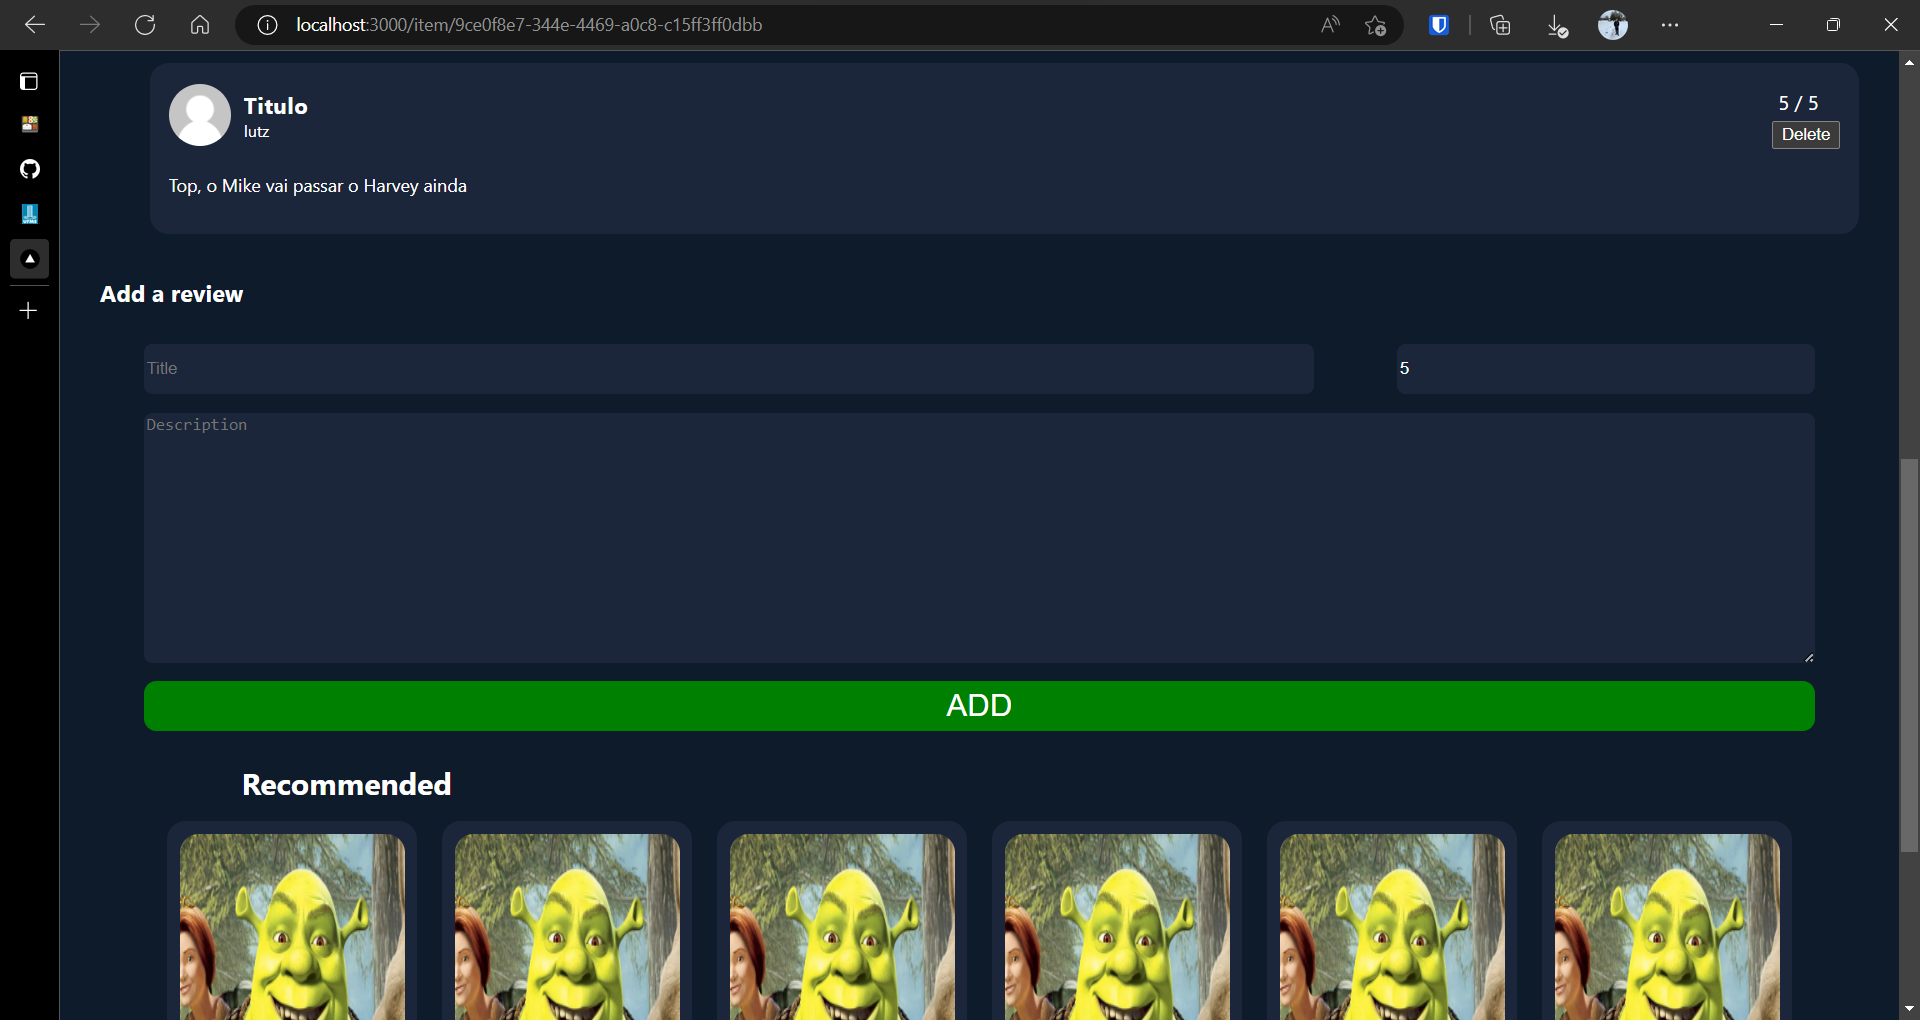 localhost:3000/item/9ce0f8e7-344e-4469-a0c8-c15ff3ff0dbb
Titulo
lutz
5 / 5
Delete
Top, o Mike vai passar o Harvey ainda
Add a review
Title
5
Description
ADD
Recommended